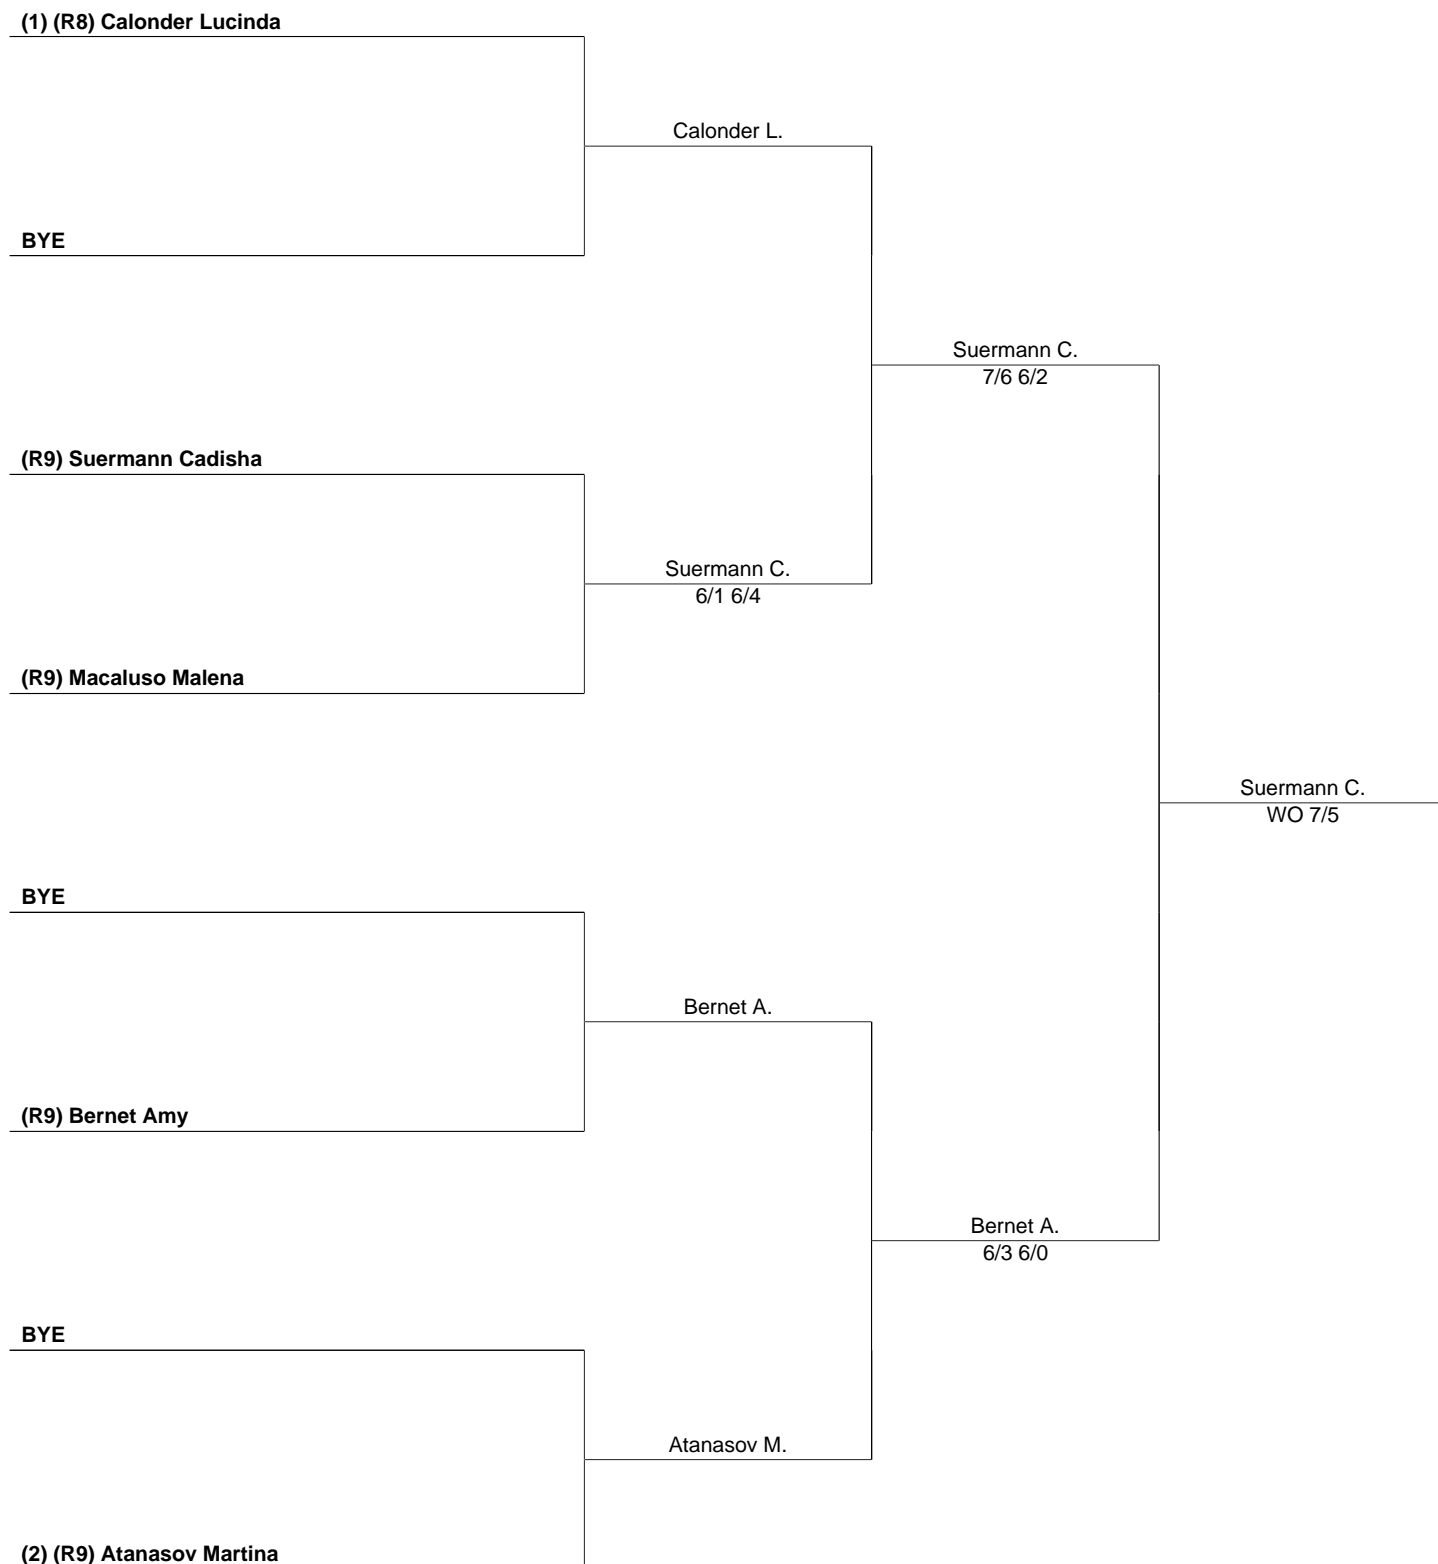 (1) (R8) Calonder Lucinda
Calonder L.
BYE
Suermann C.
7/6 6/2
(R9) Suermann Cadisha
Suermann C.
6/1 6/4
(R9) Macaluso Malena
Suermann C.
WO 7/5
BYE
Bernet A.
(R9) Bernet Amy
Bernet A.
6/3 6/0
BYE
Atanasov M.
(2) (R9) Atanasov Martina